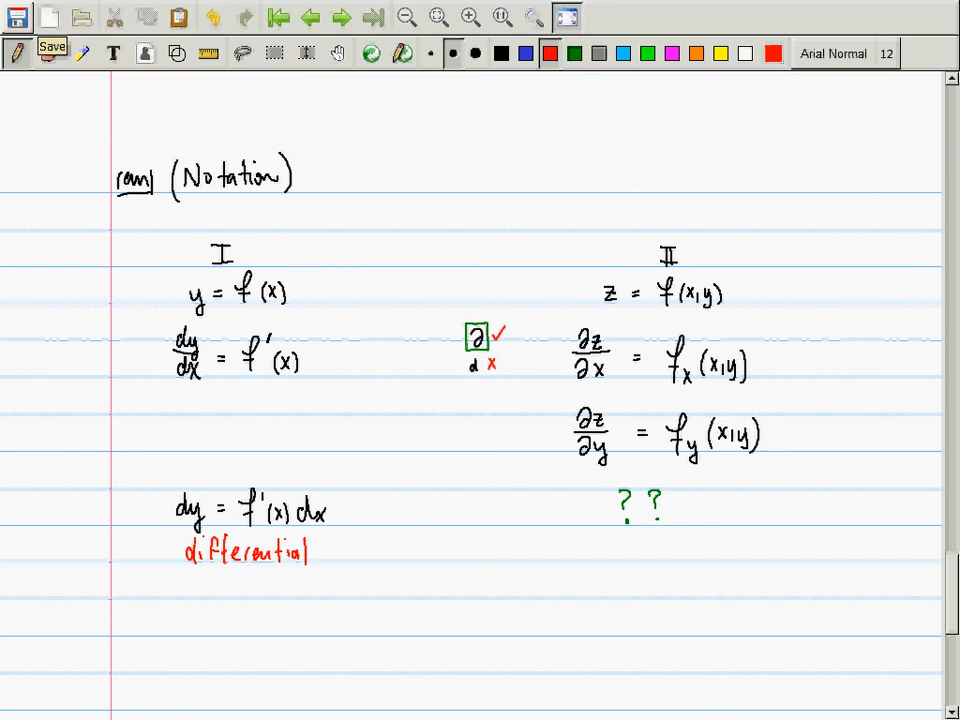 Save
T
Arial Normal 12
rem (Notation)
I
y = f(x)
dy/dx = f'(x)
dy = f'(x) dx
differential
∂ ✓
d x
II
z = f(x,y)
∂z/∂x = f_x(x,y)
∂z/∂y = f_y(x,y)
? ?